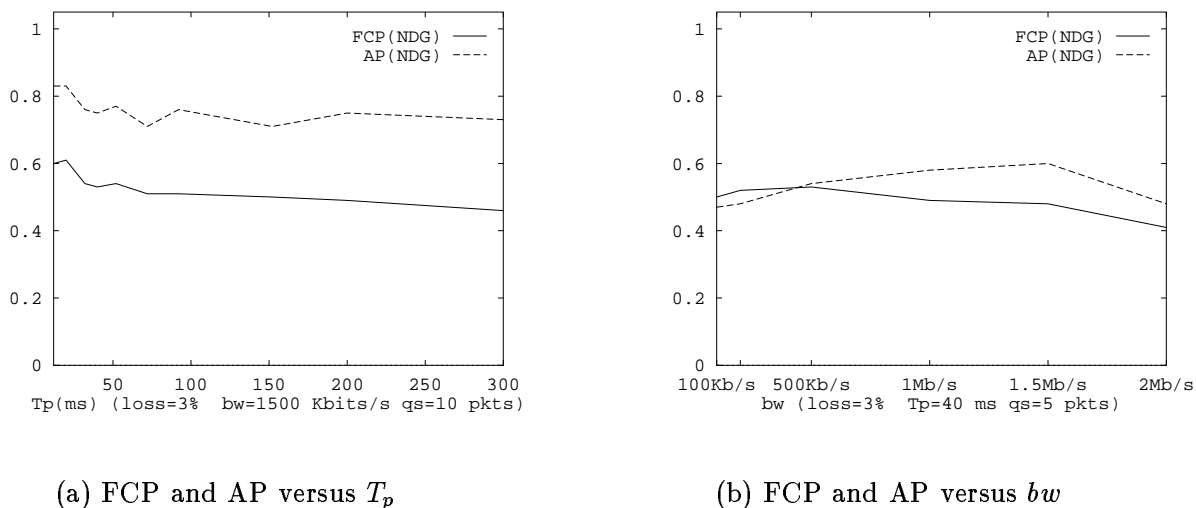 1
0.8
0.6
0.4
0.2
0
FCP(NDG)
AP(NDG)
50 100 150 200 250 300
Tp(ms) (loss=3% bw=1500 Kbits/s qs=10 pkts)
(a) FCP and AP versus Tp
1
0.8
0.6
0.4
0.2
0
FCP(NDG)
AP(NDG)
100Kb/s 500Kb/s 1Mb/s 1.5Mb/s 2Mb/s
bw (loss=3% Tp=40 ms qs=5 pkts)
(b) FCP and AP versus bw